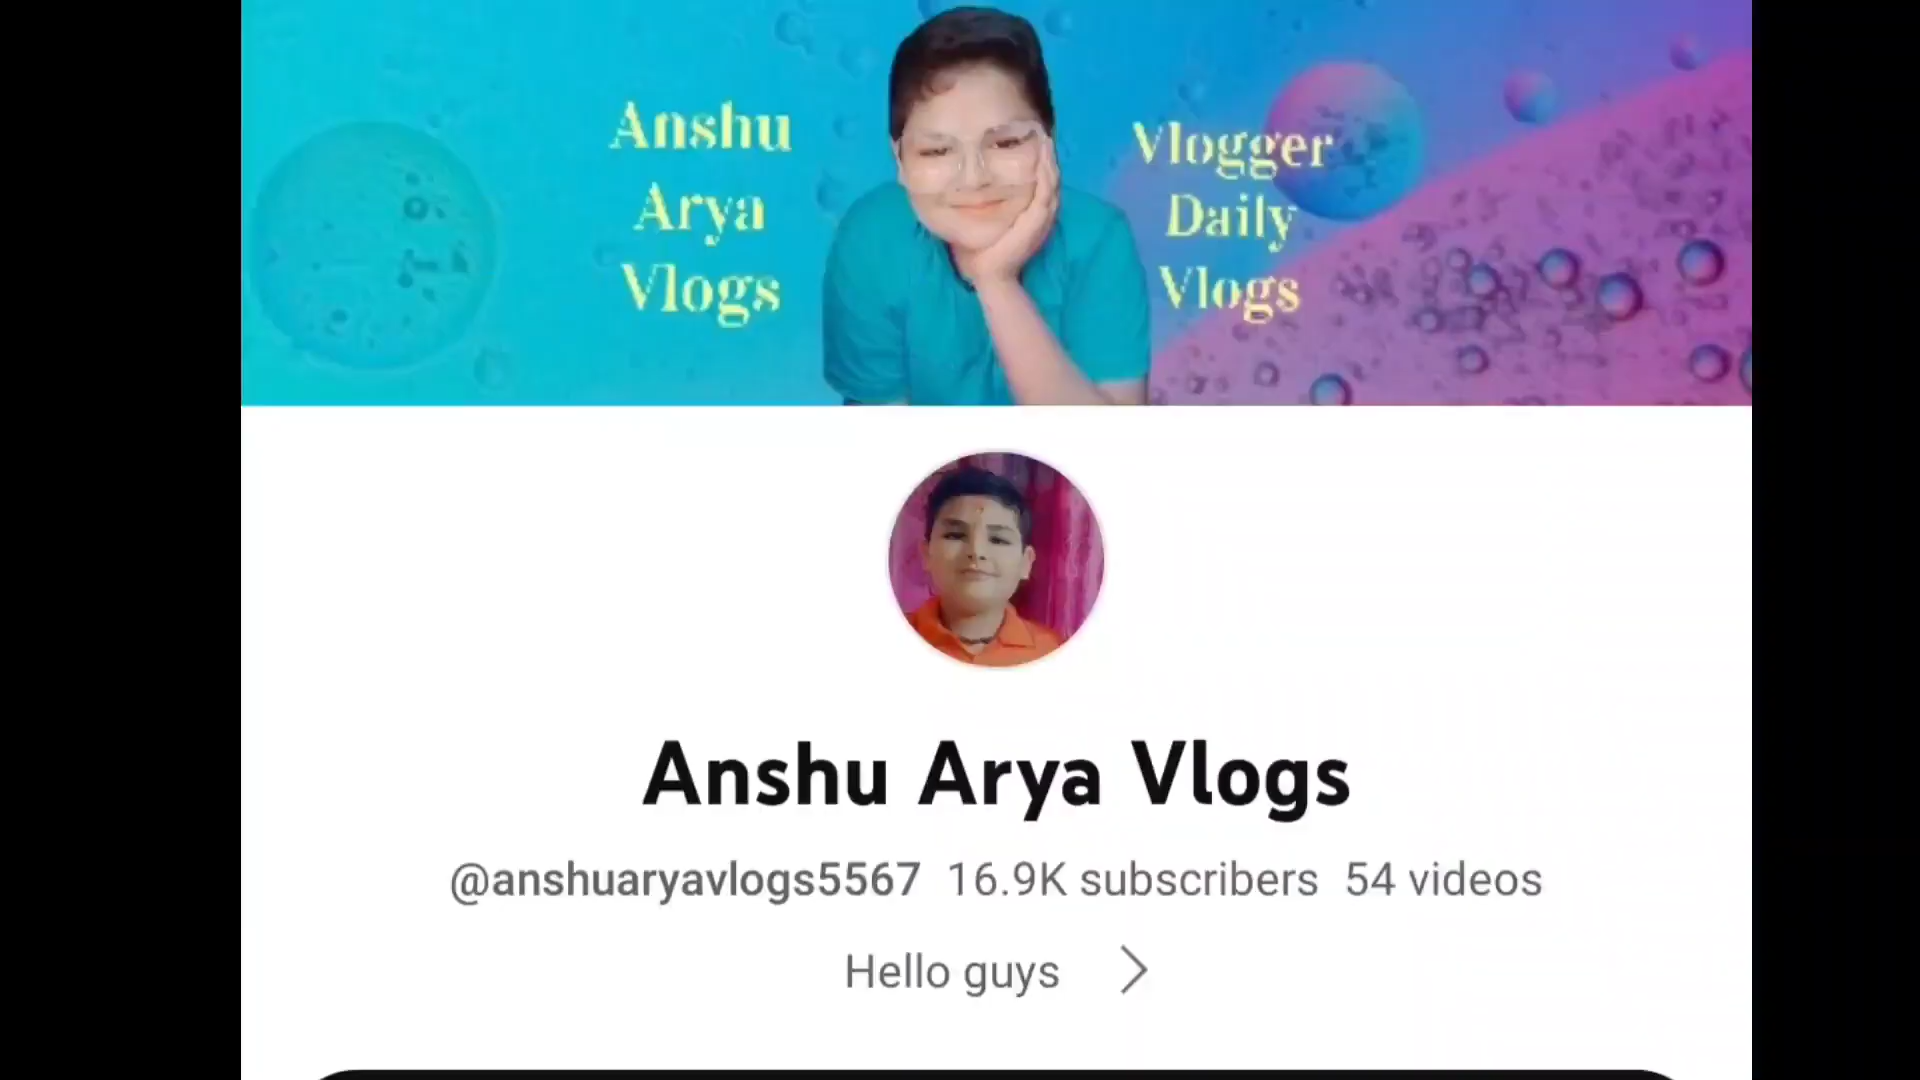 Anshu
Arya
Vlogs
Vlogger
Daily
Vlogs
Anshu Arya Vlogs
@anshuaryavlogs5567 16.9K subscribers 54 videos
Hello guys